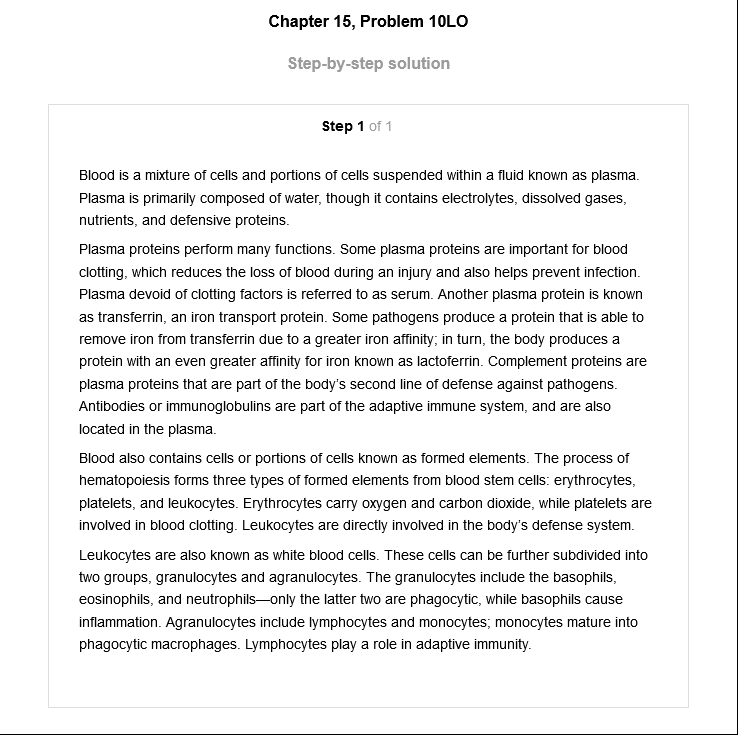 Chapter 15, Problem 10LO
Step-by-step solution
Step 1 of 1
Blood is a mixture of cells and portions of cells suspended within a fluid known as plasma.
Plasma is primarily composed of water, though it contains electrolytes, dissolved gases,
nutrients, and defensive proteins.
Plasma proteins perform many functions. Some plasma proteins are important for blood
clotting, which reduces the loss of blood during an injury and also helps prevent infection.
Plasma devoid of clotting factors is referred to as serum. Another plasma protein is known
as transferrin, an iron transport protein. Some pathogens produce a protein that is able to
remove iron from transferrin due to a greater iron affinity; in turn, the body produces a
protein with an even greater affinity for iron known as lactoferrin. Complement proteins are
plasma proteins that are part of the body’s second line of defense against pathogens.
Antibodies or immunoglobulins are part of the adaptive immune system, and are also
located in the plasma.
Blood also contains cells or portions of cells known as formed elements. The process of
hematopoiesis forms three types of formed elements from blood stem cells: erythrocytes,
platelets, and leukocytes. Erythrocytes carry oxygen and carbon dioxide, while platelets are
involved in blood clotting. Leukocytes are directly involved in the body’s defense system.
Leukocytes are also known as white blood cells. These cells can be further subdivided into
two groups, granulocytes and agranulocytes. The granulocytes include the basophils,
eosinophils, and neutrophils—only the latter two are phagocytic, while basophils cause
inflammation. Agranulocytes include lymphocytes and monocytes; monocytes mature into
phagocytic macrophages. Lymphocytes play a role in adaptive immunity.